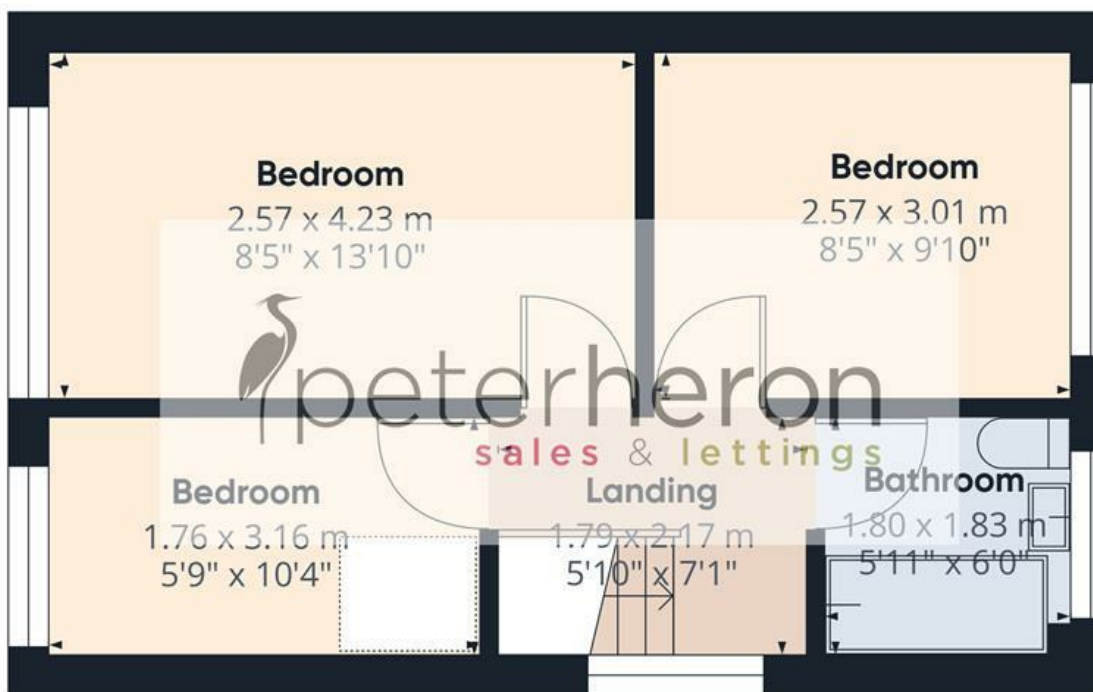 Bedroom
2.57 x 4.23 m
8'5" x 13'10"
Bedroom
2.57 x 3.01 m
8'5" x 9'10"
peterheron
sales & lettings
Bedroom
1.76 x 3.16 m
5'9" x 10'4"
Landing
1.79 x 2.17 m
5'10" x 7'1"
Bathroom
1.80 x 1.83 m
5'11" x 6'0"